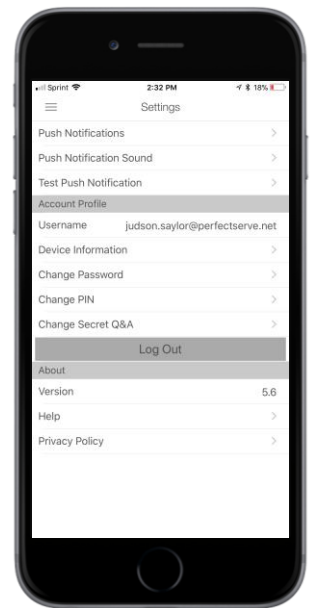 Sprint 2:32 PM 18%
Settings
Push Notifications
Push Notification Sound
Test Push Notification
Account Profile
Username judson.saylor@perfectserve.net
Device Information
Change Password
Change PIN
Change Secret Q&A
Log Out
About
Version 5.6
Help
Privacy Policy